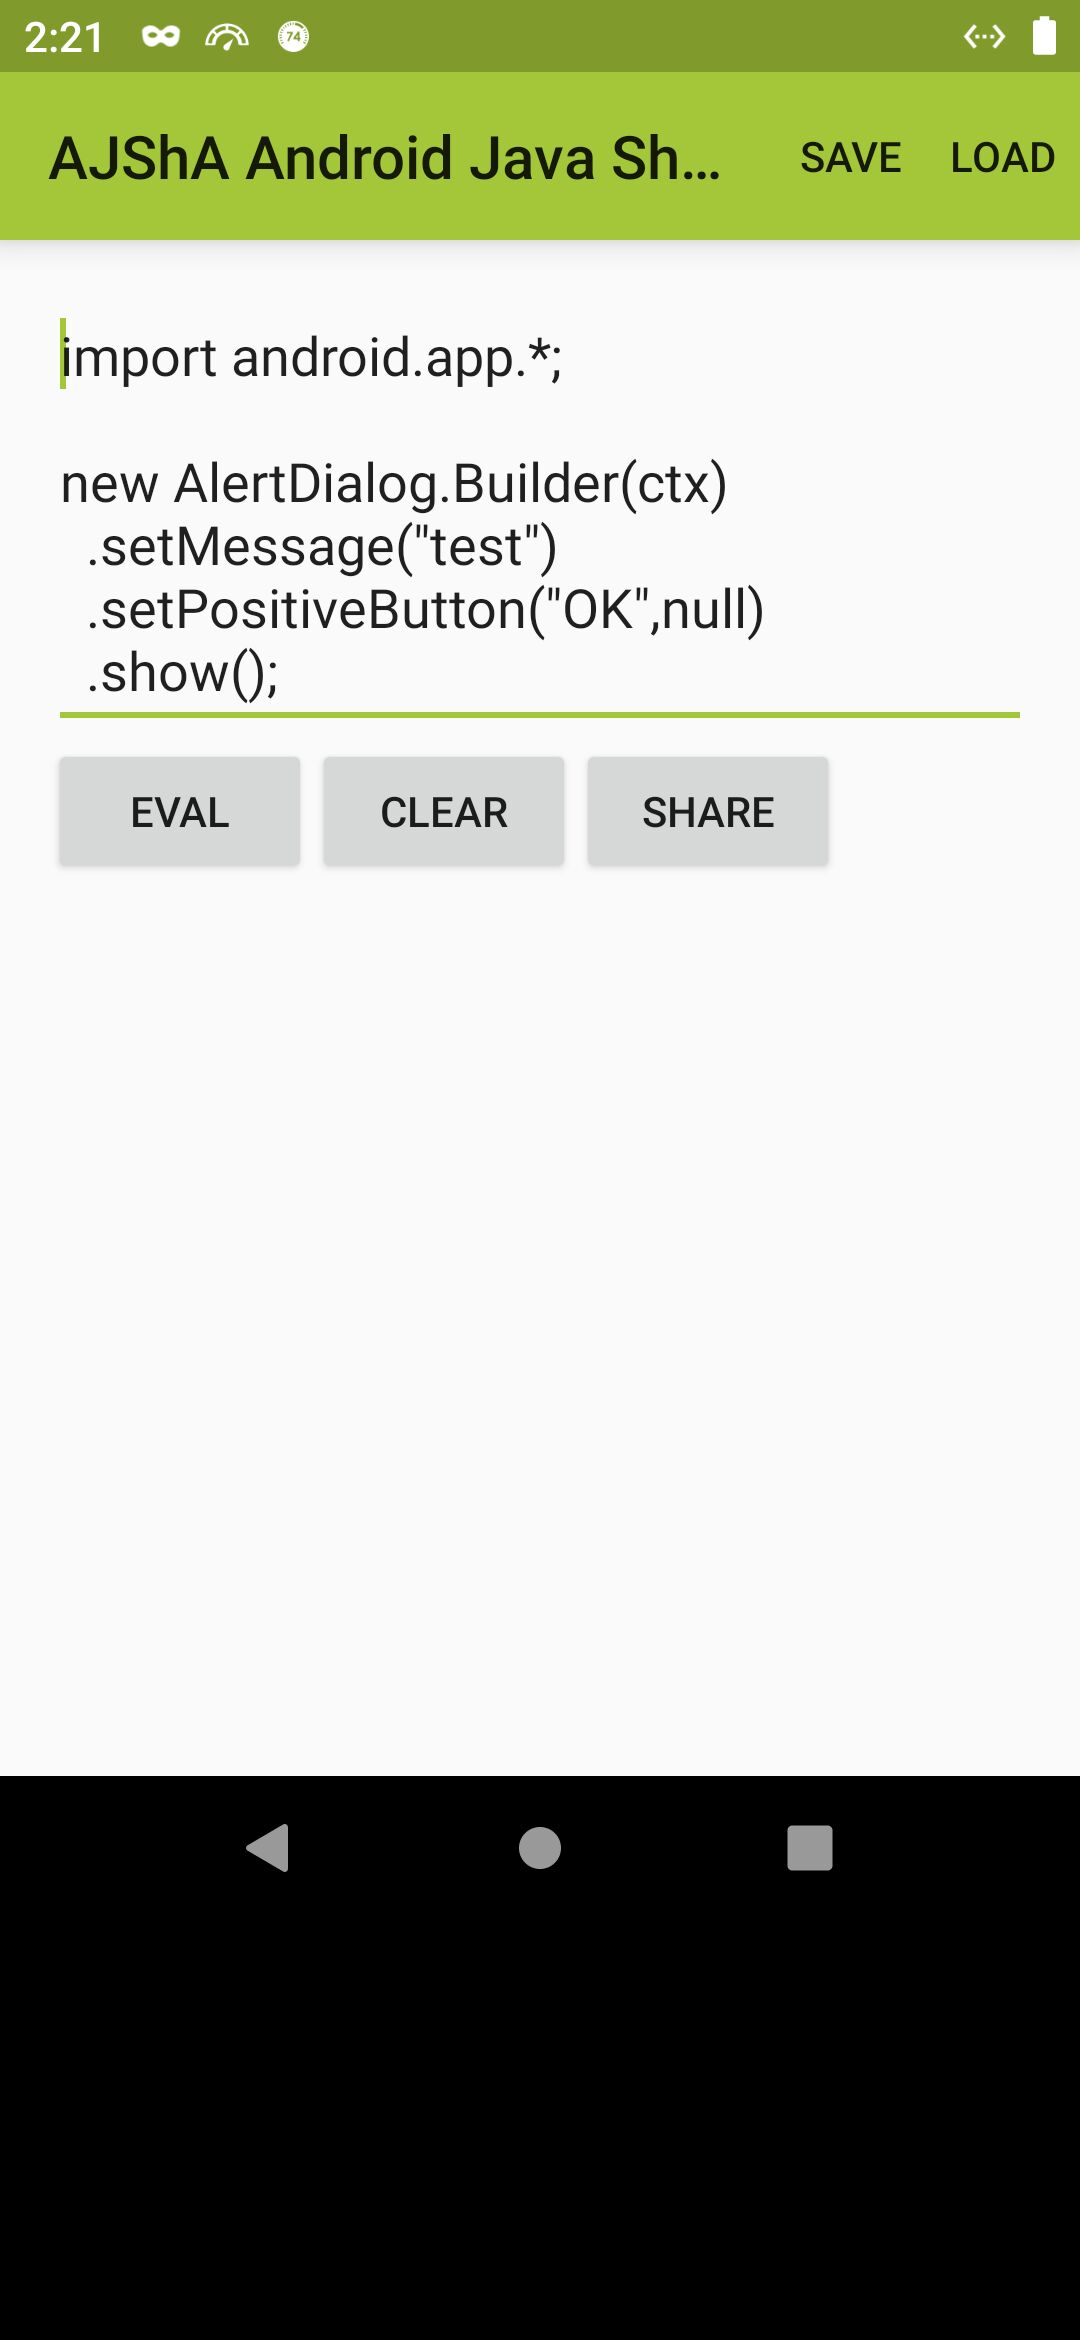 2:21
74
AJShA Android Java Sh...
SAVE
LOAD
import android.app.*;
new AlertDialog.Builder(ctx)
.setMessage("test")
.setPositiveButton("OK",null)
.show();
EVAL
CLEAR
SHARE